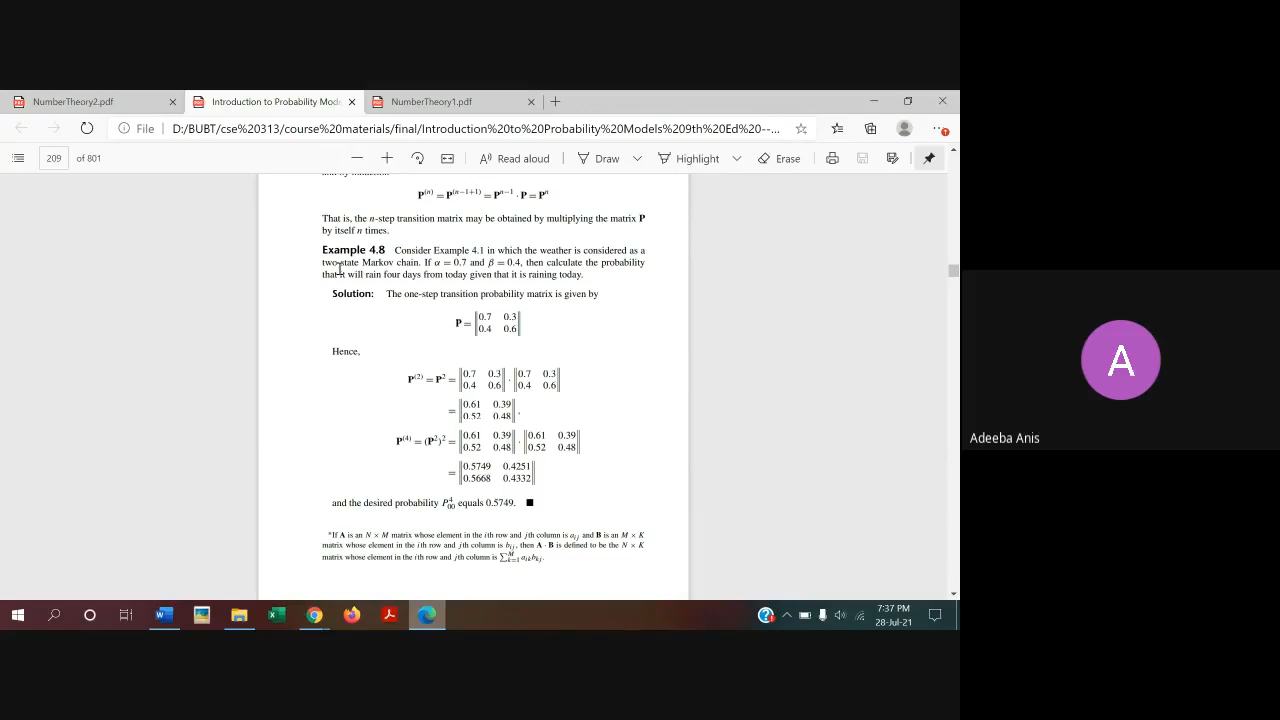 NumberTheory2.pdf
Introduction to Probability Mod
NumberTheory1.pdf
File D:/BUBT/cse%20313/course%20materials/final/Introduction%20to%20Probability%20Models%209th%20Ed%20--...
209 of 801
Read aloud Draw Highlight Erase
P(n) = P(n−1+1) = Pn−1 · P = Pn
That is, the n-step transition matrix may be obtained by multiplying the matrix P
by itself n times.
Example 4.8 Consider Example 4.1 in which the weather is considered as a
two-state Markov chain. If α = 0.7 and β = 0.4, then calculate the probability
that it will rain four days from today given that it is raining today.
Solution: The one-step transition probability matrix is given by
P = ‖0.7 0.3‖
‖0.4 0.6‖
Hence,
P(2) = P2 = ‖0.7 0.3‖ · ‖0.7 0.3‖
‖0.4 0.6‖ ‖0.4 0.6‖
= ‖0.61 0.39‖,
‖0.52 0.48‖
P(4) = (P2)2 = ‖0.61 0.39‖ · ‖0.61 0.39‖
‖0.52 0.48‖ ‖0.52 0.48‖
= ‖0.5749 0.4251‖
‖0.5668 0.4332‖
and the desired probability P400 equals 0.5749. ■
*If A is an N × M matrix whose element in the ith row and jth column is aij and B is an M × K
matrix whose element in the ith row and jth column is bij, then A · B is defined to be the N × K
matrix whose element in the ith row and jth column is ∑Mk=1 aikbkj.
7:37 PM
28-Jul-21
A
Adeeba Anis